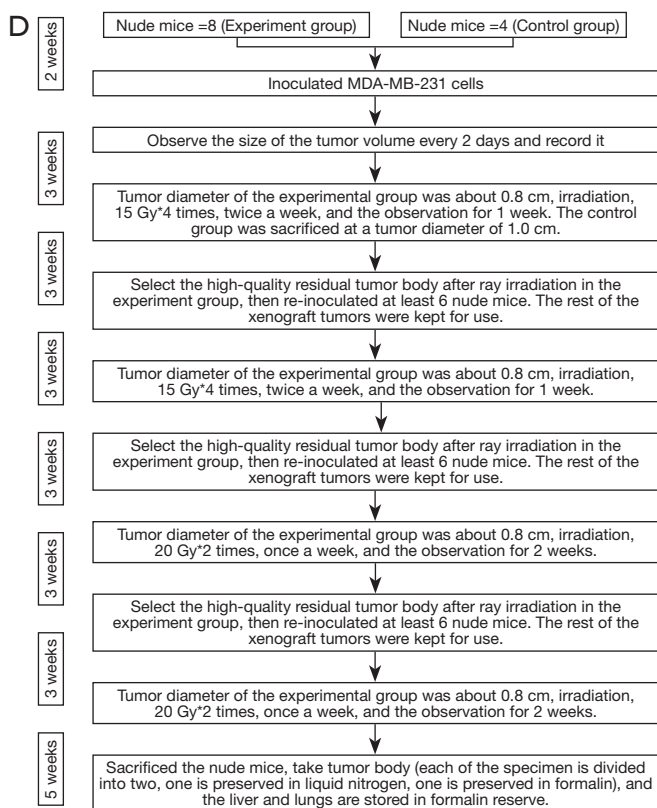 D
Nude mice =8 (Experiment group)
Nude mice =4 (Control group)
2 weeks
Inoculated MDA-MB-231 cells
Observe the size of the tumor volume every 2 days and record it
3 weeks
Tumor diameter of the experimental group was about 0.8 cm, irradiation,
15 Gy*4 times, twice a week, and the observation for 1 week. The control
group was sacrificed at a tumor diameter of 1.0 cm.
3 weeks
Select the high-quality residual tumor body after ray irradiation in the
experiment group, then re-inoculated at least 6 nude mice. The rest of the
xenograft tumors were kept for use.
3 weeks
Tumor diameter of the experimental group was about 0.8 cm, irradiation,
15 Gy*4 times, twice a week, and the observation for 1 week.
3 weeks
Select the high-quality residual tumor body after ray irradiation in the
experiment group, then re-inoculated at least 6 nude mice. The rest of the
xenograft tumors were kept for use.
3 weeks
Tumor diameter of the experimental group was about 0.8 cm, irradiation,
20 Gy*2 times, once a week, and the observation for 2 weeks.
Select the high-quality residual tumor body after ray irradiation in the
experiment group, then re-inoculated at least 6 nude mice. The rest of the
xenograft tumors were kept for use.
3 weeks
Tumor diameter of the experimental group was about 0.8 cm, irradiation,
20 Gy*2 times, once a week, and the observation for 2 weeks.
5 weeks
Sacrificed the nude mice, take tumor body (each of the specimen is divided
into two, one is preserved in liquid nitrogen, one is preserved in formalin), and
the liver and lungs are stored in formalin reserve.